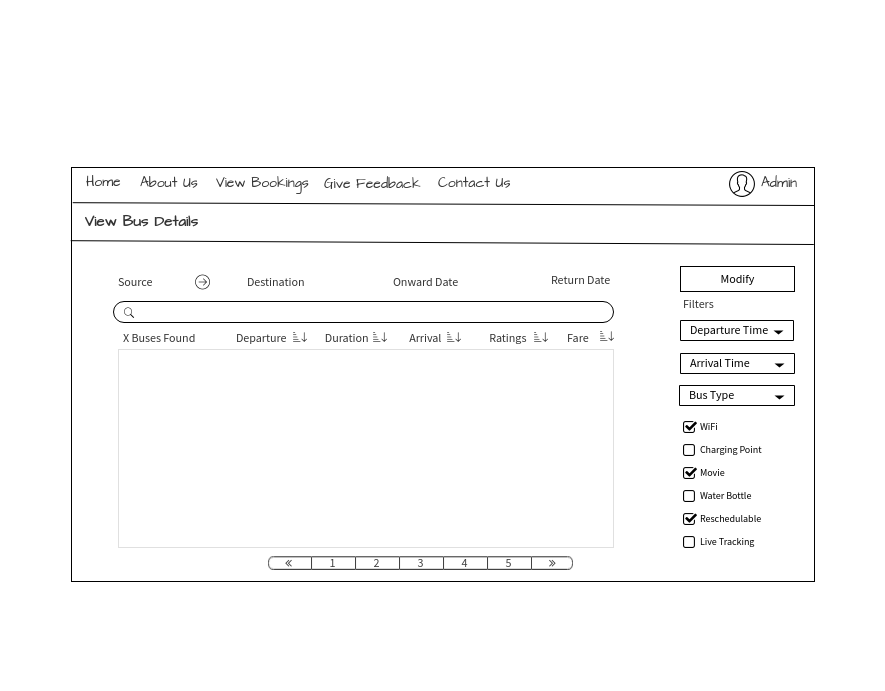 Home About Us View Bookings Give Feedback Contact Us Admin
View Bus Details
Source Destination Onward Date Return Date
Modify
Filters
X Buses Found Departure Duration Arrival Ratings Fare
Departure Time
Arrival Time
Bus Type
WiFi
Charging Point
Movie
Water Bottle
Reschedulable
Live Tracking
« 1 2 3 4 5 »